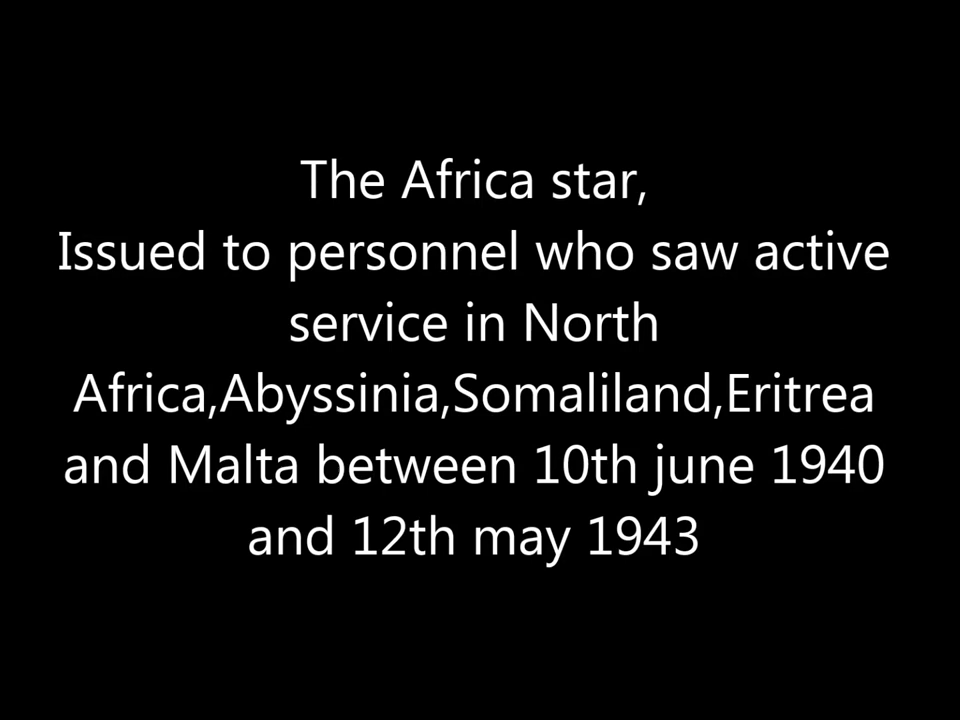 The Africa star,
Issued to personnel who saw active
service in North
Africa,Abyssinia,Somaliland,Eritrea
and Malta between 10th june 1940
and 12th may 1943